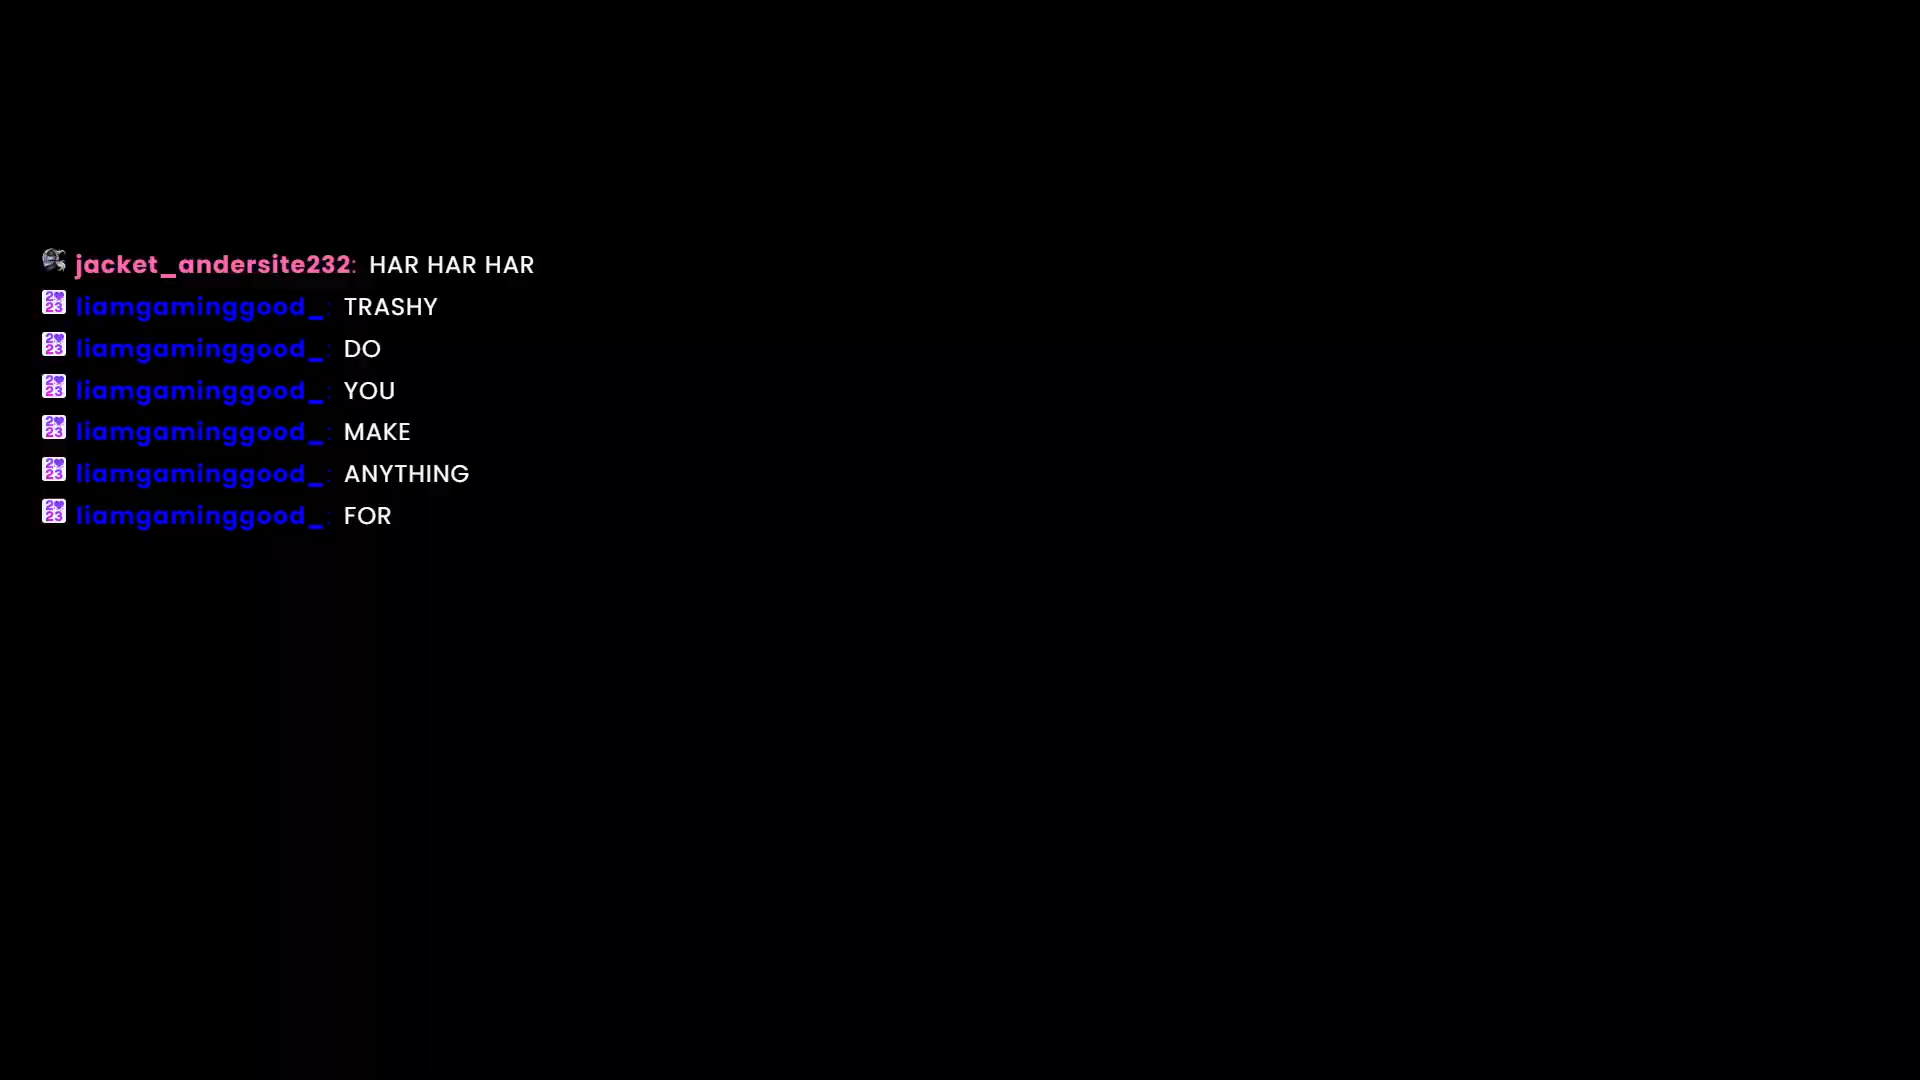 jacket_andersite232: HAR HAR HAR
liamgaminggood_: TRASHY
liamgaminggood_: DO
liamgaminggood_: YOU
liamgaminggood_: MAKE
liamgaminggood_: ANYTHING
liamgaminggood_: FOR